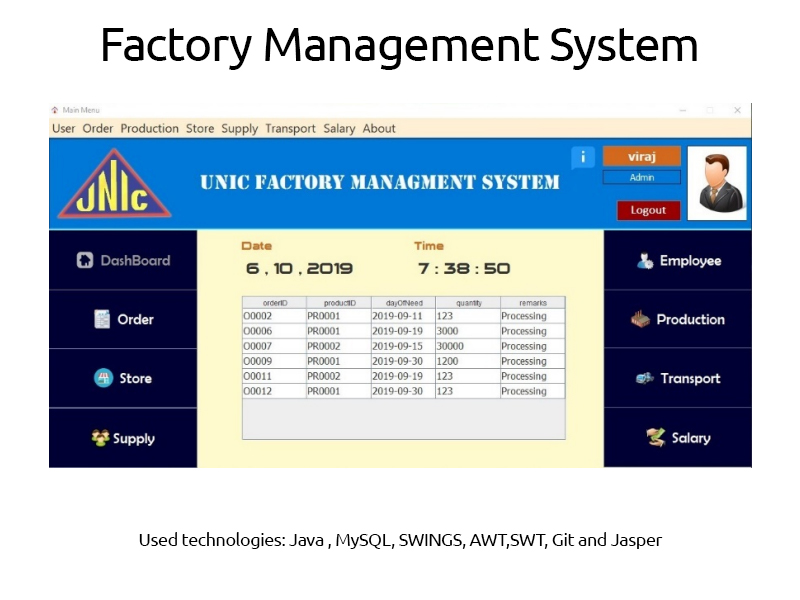 Factory Management System
Main Menu
User Order Production Store Supply Transport Salary About
UNIC
UNIC FACTORY MANAGMENT SYSTEM
i
viraj
Admin
Logout
DashBoard
Order
Store
Supply
Date Time
6 . 10 . 2019 7 : 38 : 50
orderID productID dayOfNeed quantity remarks
O0002 PR0001 2019-09-11 123 Processing
O0006 PR0001 2019-09-19 3000 Processing
O0007 PR0002 2019-09-15 30000 Processing
O0009 PR0001 2019-09-30 1200 Processing
O0011 PR0002 2019-09-19 123 Processing
O0012 PR0001 2019-09-30 123 Processing
Employee
Production
Transport
Salary
Used technologies: Java , MySQL, SWINGS, AWT,SWT, Git and Jasper